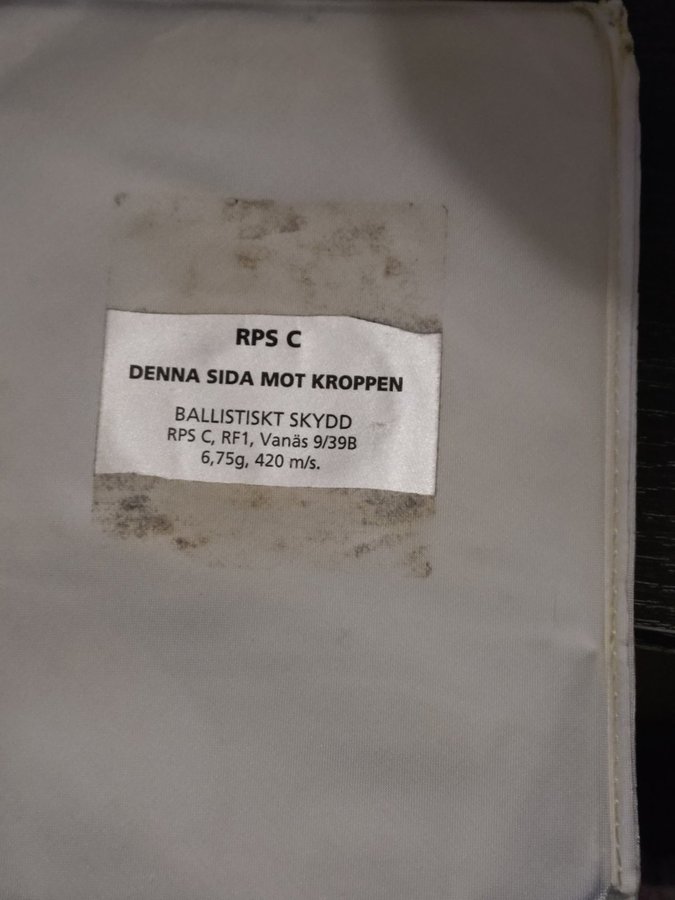 RPS C
DENNA SIDA MOT KROPPEN
BALLISTISKT SKYDD
RPS C, RF1, Vanäs 9/39B
6,75g, 420 m/s.